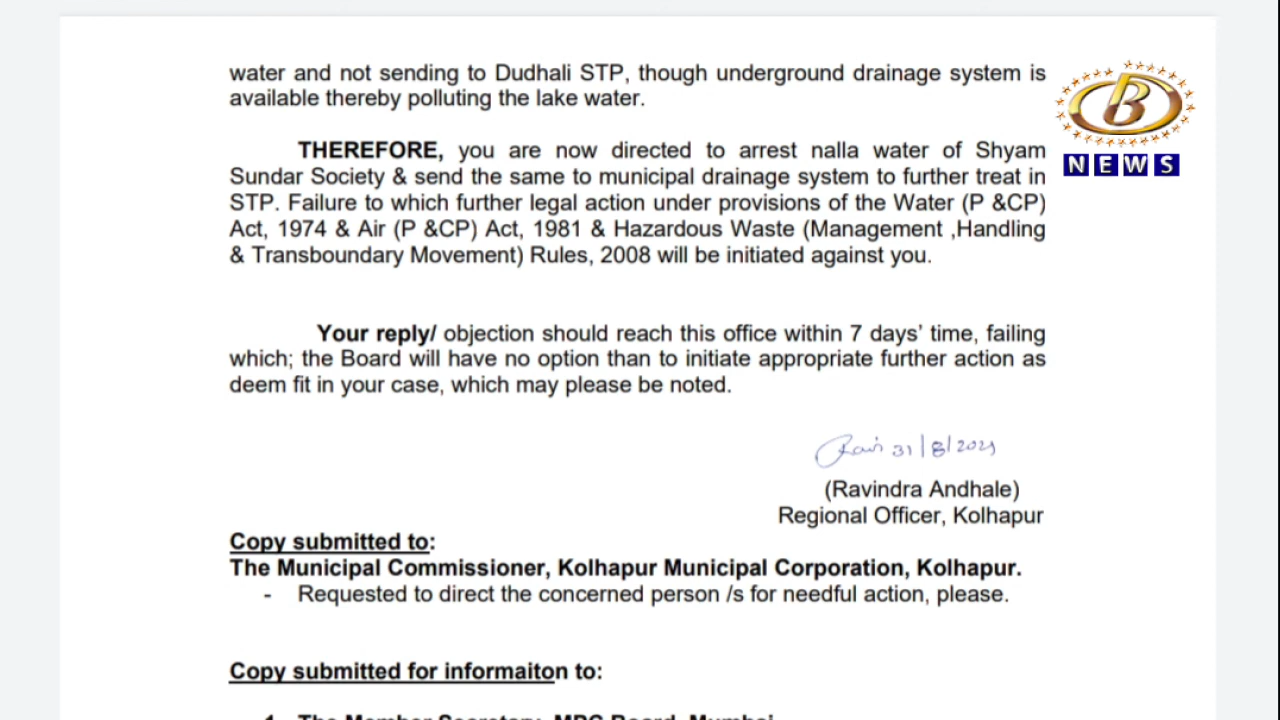 water and not sending to Dudhali STP, though underground drainage system is
available thereby polluting the lake water.
B
NEWS
THEREFORE, you are now directed to arrest nalla water of Shyam
Sundar Society & send the same to municipal drainage system to further treat in
STP. Failure to which further legal action under provisions of the Water (P &CP)
Act, 1974 & Air (P &CP) Act, 1981 & Hazardous Waste (Management ,Handling
& Transboundary Movement) Rules, 2008 will be initiated against you.
Your reply/ objection should reach this office within 7 days' time, failing
which; the Board will have no option than to initiate appropriate further action as
deem fit in your case, which may please be noted.
31/8/2021
(Ravindra Andhale)
Regional Officer, Kolhapur
Copy submitted to:
The Municipal Commissioner, Kolhapur Municipal Corporation, Kolhapur.
- Requested to direct the concerned person /s for needful action, please.
Copy submitted for informaiton to:
1. The Member Secretary, MPC Board, Mumbai